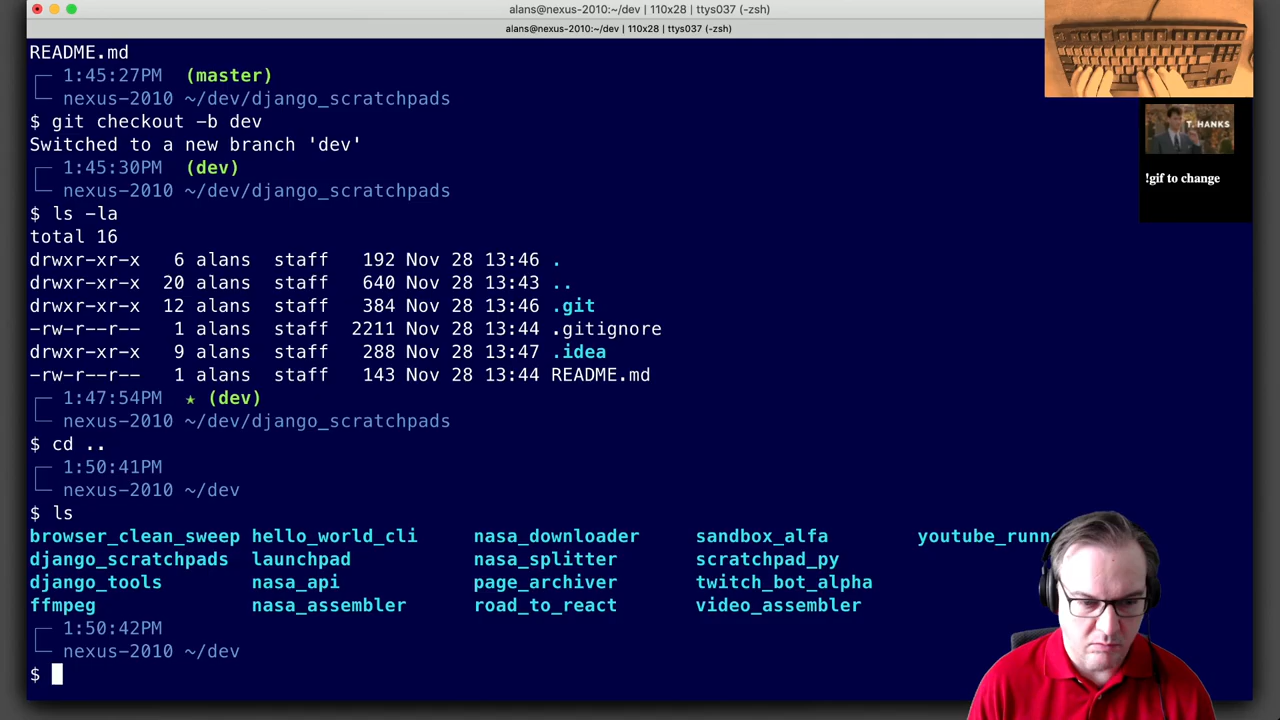 alans@nexus-2010:~/dev | 110x28 | ttys037 (-zsh)
alans@nexus-2010:~/dev | 110x28 | ttys037 (-zsh)
README.md
1:45:27PM (master)
nexus-2010 ~/dev/django_scratchpads
$ git checkout -b dev
Switched to a new branch 'dev'
1:45:30PM (dev)
nexus-2010 ~/dev/django_scratchpads
$ ls -la
total 16
drwxr-xr-x 6 alans staff 192 Nov 28 13:46 .
drwxr-xr-x 20 alans staff 640 Nov 28 13:43 ..
drwxr-xr-x 12 alans staff 384 Nov 28 13:46 .git
-rw-r--r-- 1 alans staff 2211 Nov 28 13:44 .gitignore
drwxr-xr-x 9 alans staff 288 Nov 28 13:47 .idea
-rw-r--r-- 1 alans staff 143 Nov 28 13:44 README.md
1:47:54PM ★ (dev)
nexus-2010 ~/dev/django_scratchpads
$ cd ..
1:50:41PM
nexus-2010 ~/dev
$ ls
browser_clean_sweep hello_world_cli nasa_downloader sandbox_alfa
django_scratchpads launchpad nasa_splitter scratchpad_py
django_tools nasa_api page_archiver twitch_bot_alpha
ffmpeg nasa_assembler road_to_react video_assembler
1:50:42PM
nexus-2010 ~/dev
$
T. HANKS
!gif to change